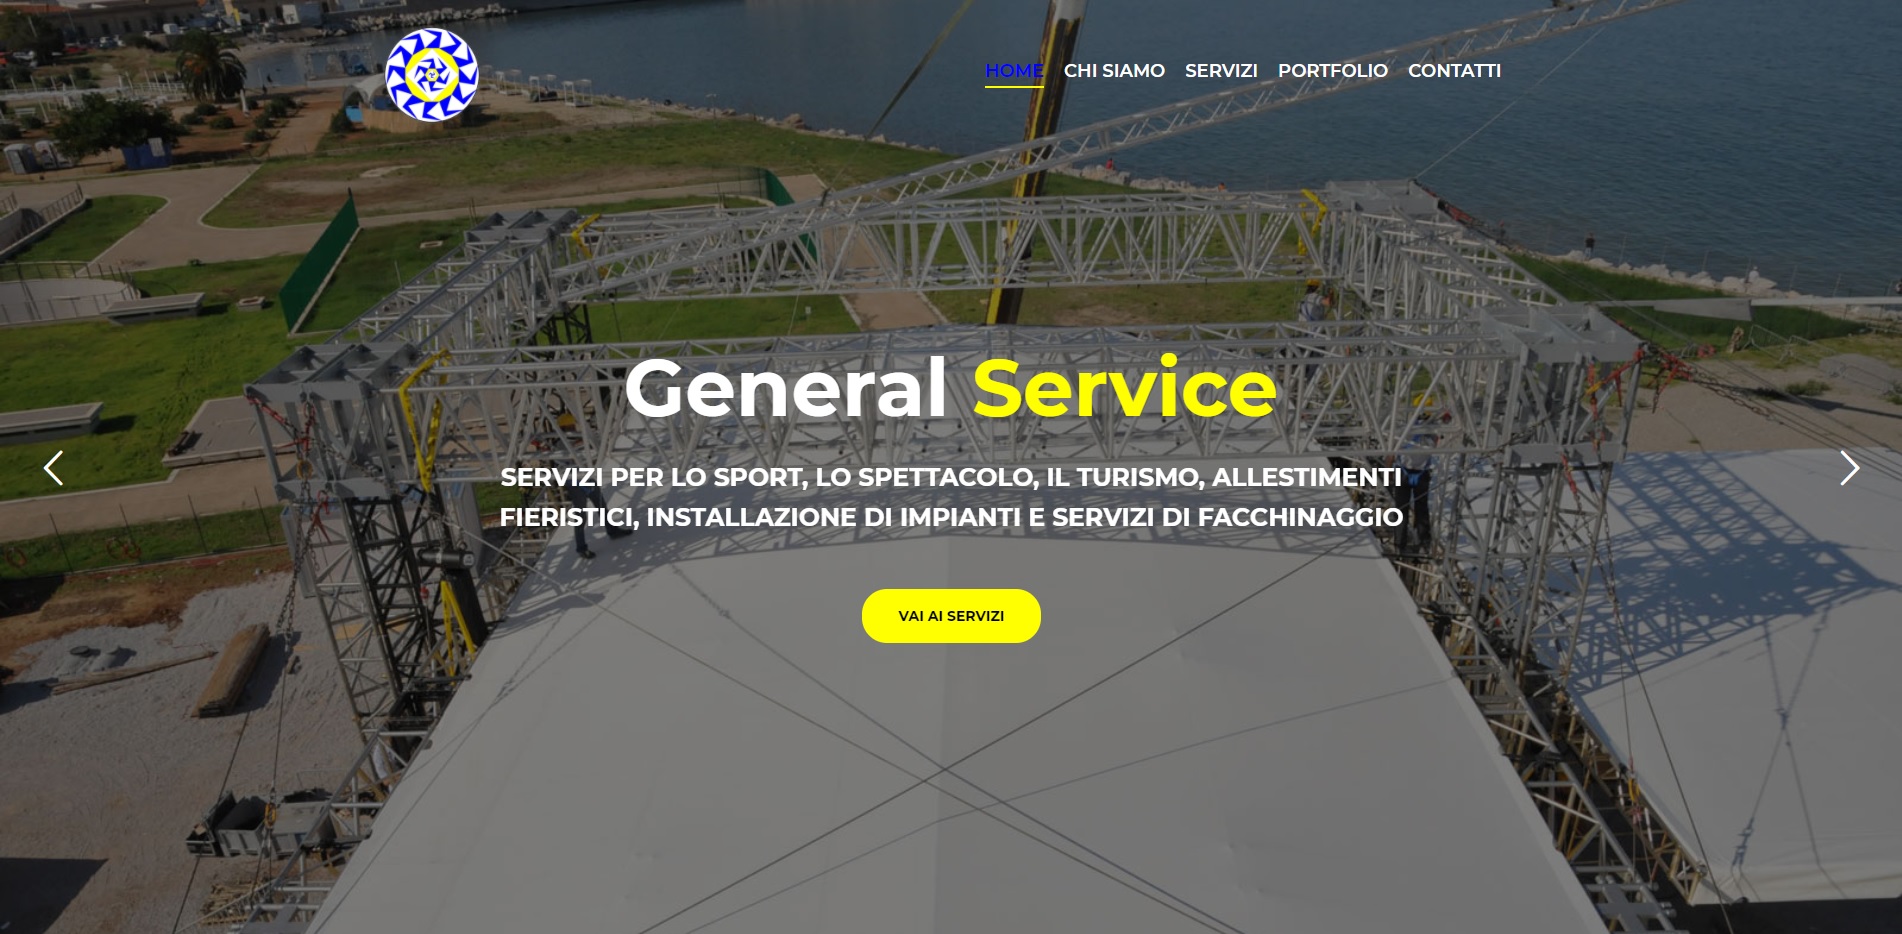 HOME CHI SIAMO SERVIZI PORTFOLIO CONTATTI
General Service
SERVIZI PER LO SPORT, LO SPETTACOLO, IL TURISMO, ALLESTIMENTI
FIERISTICI, INSTALLAZIONE DI IMPIANTI E SERVIZI DI FACCHINAGGIO
VAI AI SERVIZI